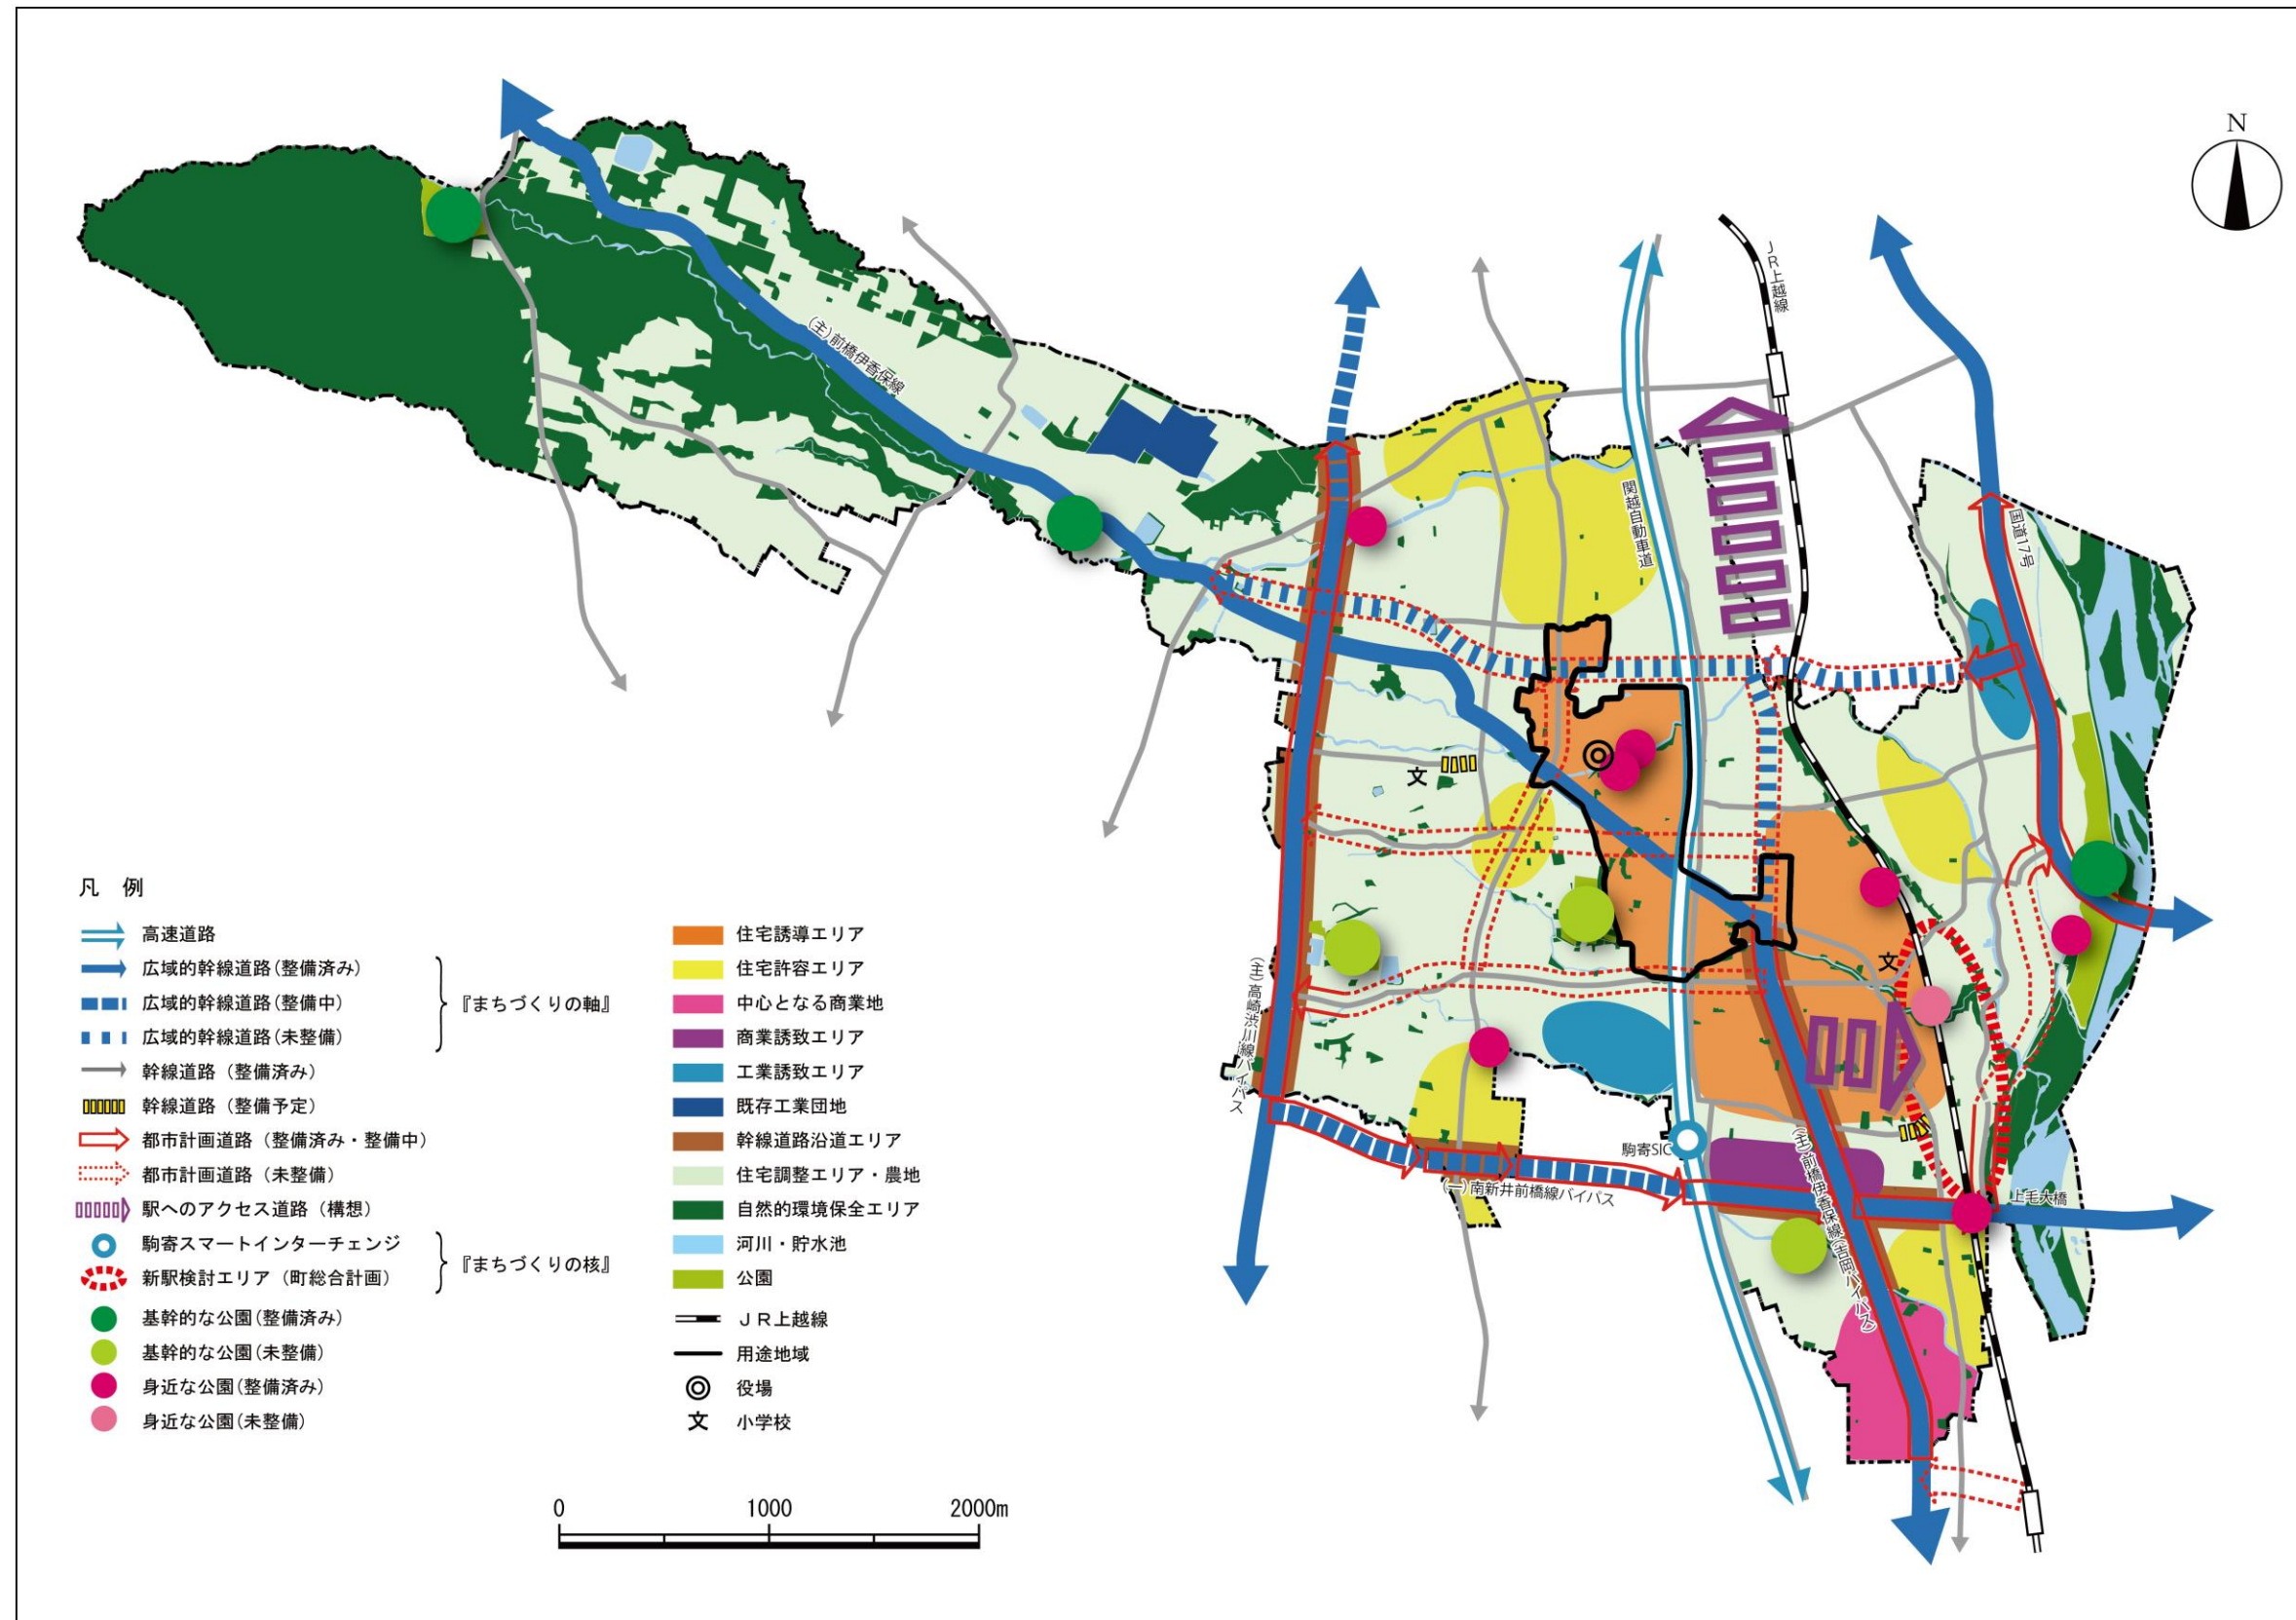 N
JR上越線
(主)前橋伊香保線
関越自動車道
国道17号
文
文
(主)高崎渋川線バイパス
駒寄SIC
(一)南新井前橋線バイパス
(主)前橋伊香保線(吉岡バイパス)
上毛大橋
凡 例
高速道路
広域的幹線道路(整備済み)
広域的幹線道路(整備中)
広域的幹線道路(未整備)
『まちづくりの軸』
幹線道路(整備済み)
幹線道路(整備予定)
都市計画道路(整備済み・整備中)
都市計画道路(未整備)
駅へのアクセス道路(構想)
駒寄スマートインターチェンジ
新駅検討エリア(町総合計画)
『まちづくりの核』
基幹的な公園(整備済み)
基幹的な公園(未整備)
身近な公園(整備済み)
身近な公園(未整備)
住宅誘導エリア
住宅許容エリア
中心となる商業地
商業誘致エリア
工業誘致エリア
既存工業団地
幹線道路沿道エリア
住宅調整エリア・農地
自然的環境保全エリア
河川・貯水池
公園
JR上越線
用途地域
役場
文 小学校
0 1000 2000m